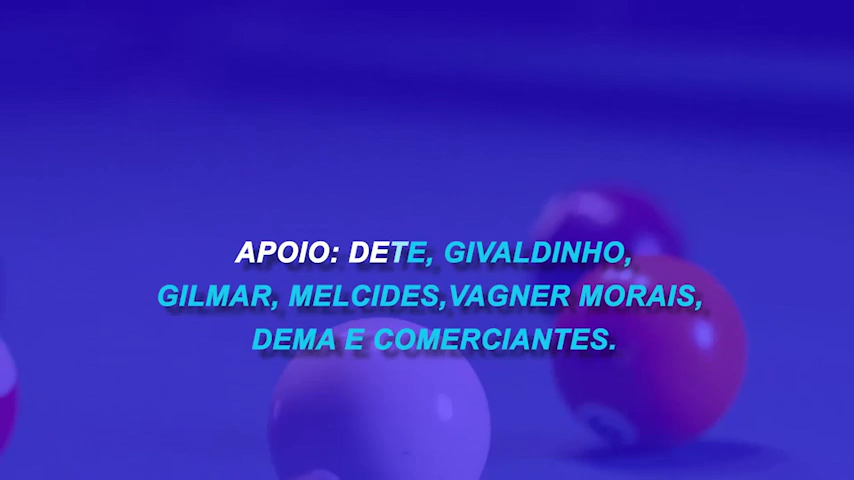 APOIO: DETE, GIVALDINHO,
GILMAR, MELCIDES,VAGNER MORAIS,
DEMA E COMERCIANTES.